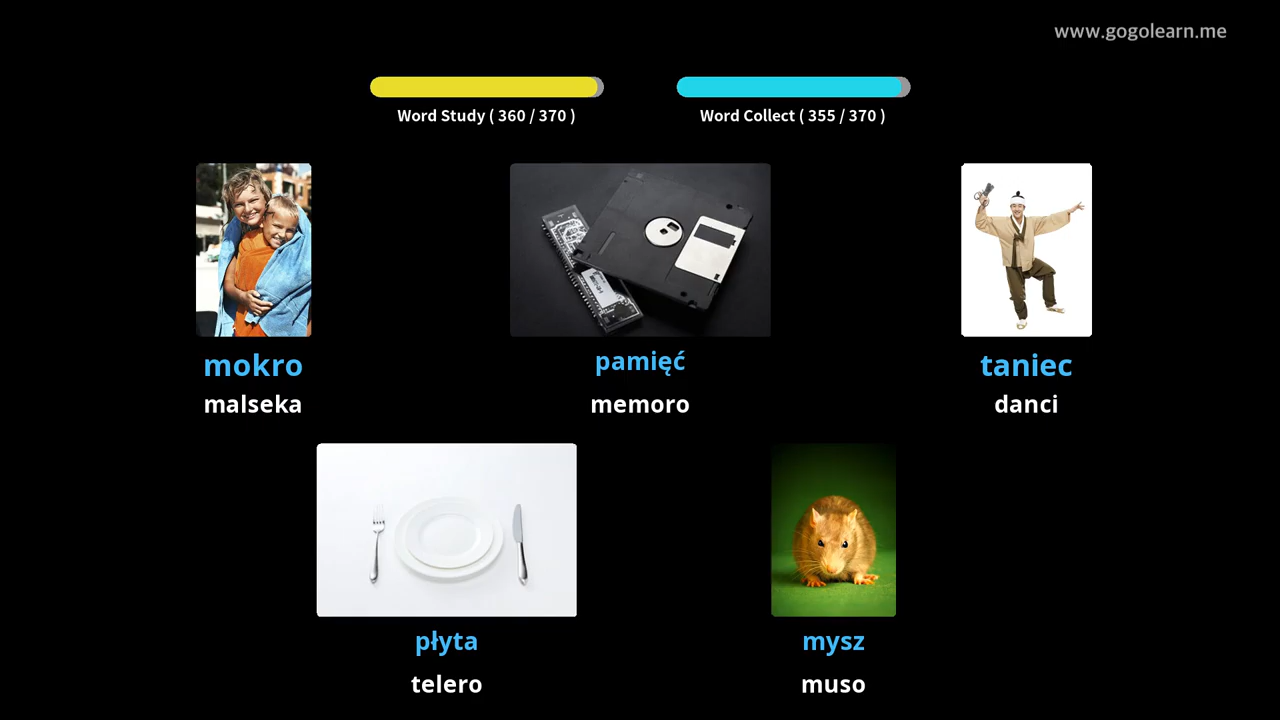 www.gogolearn.me
Word Study ( 360 / 370 )
Word Collect ( 355 / 370 )
mokro
malseka
pamięć
memoro
taniec
danci
płyta
telero
mysz
muso